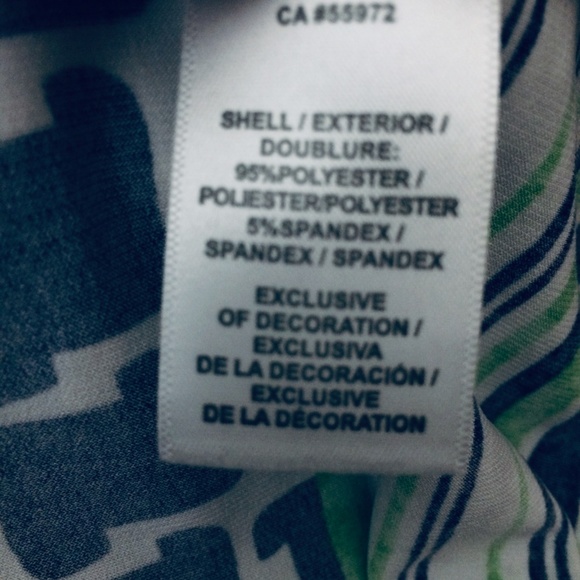 CA #55972
SHELL / EXTERIOR /
DOUBLURE:
95%POLYESTER /
POLIESTER/POLYESTER
5%SPANDEX /
SPANDEX / SPANDEX
EXCLUSIVE
OF DECORATION /
EXCLUSIVA
DE LA DECORACIÓN /
EXCLUSIVE
DE LA DÉCORATION